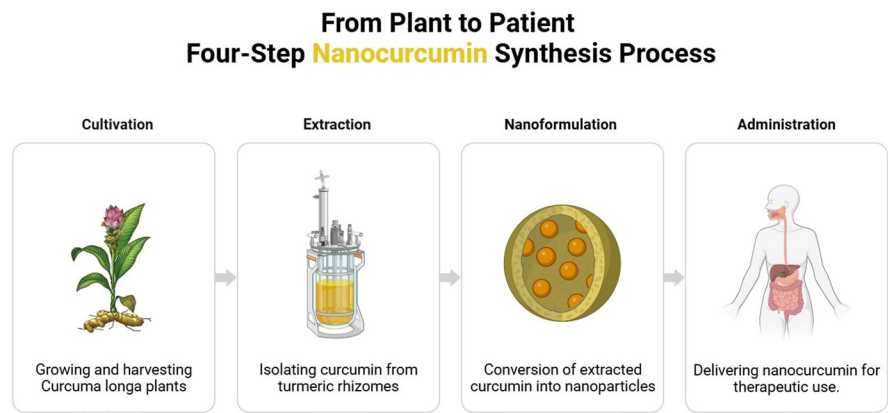 From Plant to Patient
Four-Step Nanocurcumin Synthesis Process
Cultivation
Growing and harvesting
Curcuma longa plants
Extraction
Isolating curcumin from
turmeric rhizomes
Nanoformulation
Conversion of extracted
curcumin into nanoparticles
Administration
Delivering nanocurcumin for
therapeutic use.